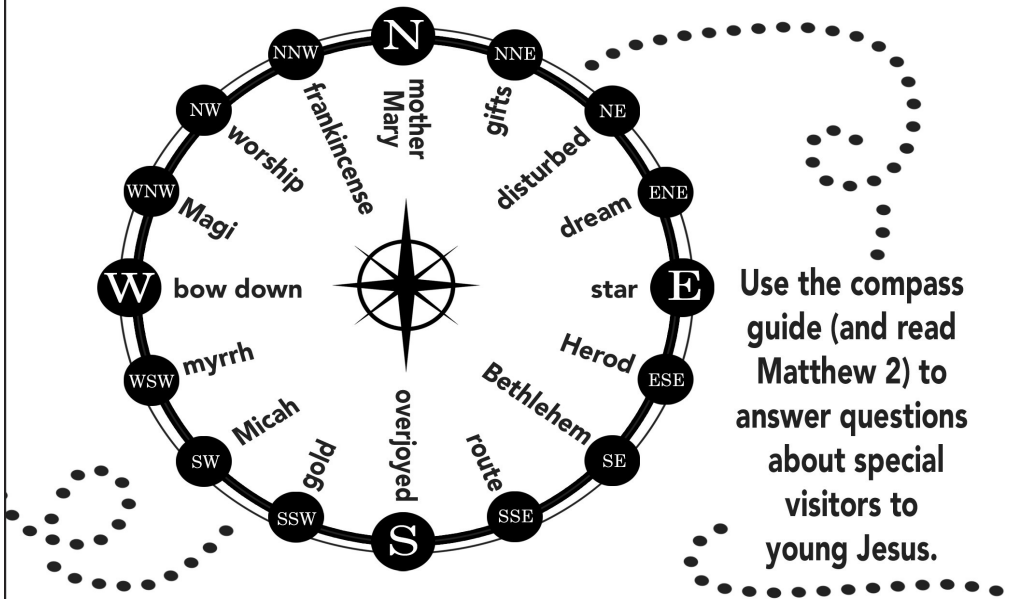 N
NNE
gifts
NE
disturbed
ENE
dream
E
star
ESE
Herod
SE
Bethlehem
SSE
route
S
overjoyed
SSW
gold
SW
Micah
WSW
myrrh
W
bow down
WNW
Magi
NW
worship
NNW
frankincense
mother
Mary
Use the compass
guide (and read
Matthew 2) to
answer questions
about special
visitors to
young Jesus.